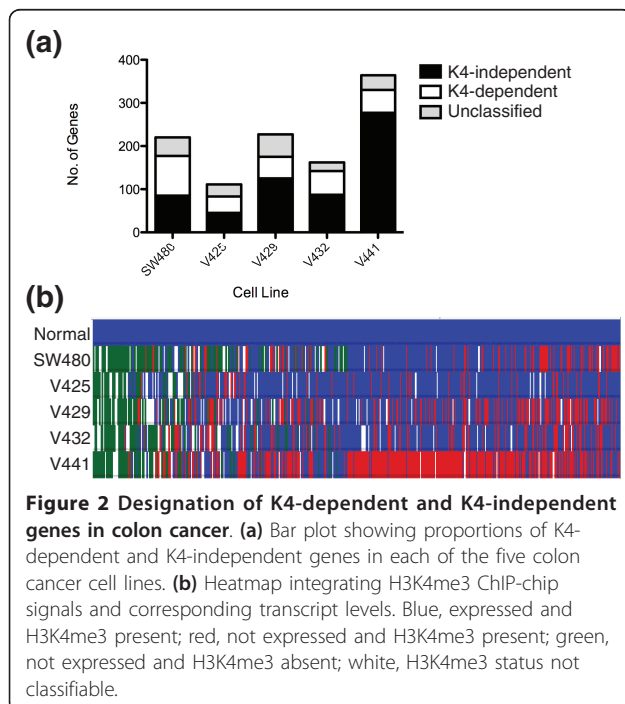 (a)
400
300
200
100
0
No. of Genes
K4-independent
K4-dependent
Unclassified
SW480
V425
V429
V432
V441
Cell Line
(b)
Normal
SW480
V425
V429
V432
V441
Figure 2 Designation of K4-dependent and K4-independent
genes in colon cancer. (a) Bar plot showing proportions of K4-
dependent and K4-independent genes in each of the five colon
cancer cell lines. (b) Heatmap integrating H3K4me3 ChIP-chip
signals and corresponding transcript levels. Blue, expressed and
H3K4me3 present; red, not expressed and H3K4me3 present; green,
not expressed and H3K4me3 absent; white, H3K4me3 status not
classifiable.